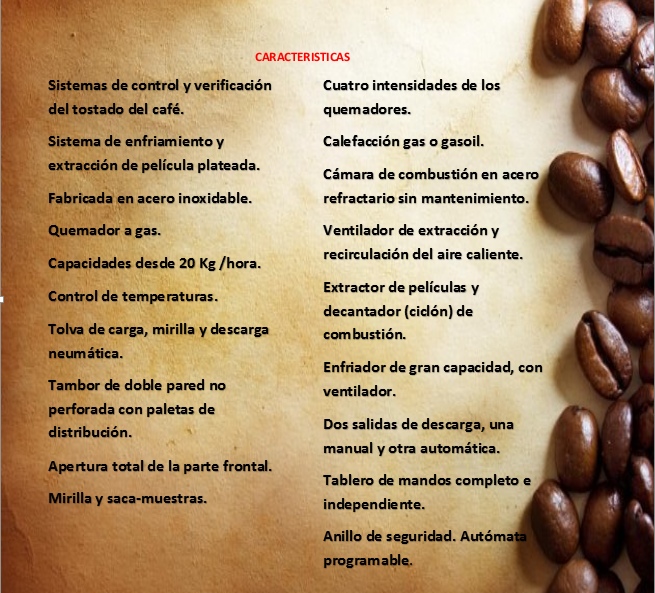 CARACTERISTICAS
Sistemas de control y verificación
del tostado del café.
Sistema de enfriamiento y
extracción de película plateada.
Fabricada en acero inoxidable.
Quemador a gas.
Capacidades desde 20 Kg /hora.
Control de temperaturas.
Tolva de carga, mirilla y descarga
neumática.
Tambor de doble pared no
perforada con paletas de
distribución.
Apertura total de la parte frontal.
Mirilla y saca-muestras.
Cuatro intensidades de los
quemadores.
Calefacción gas o gasoil.
Cámara de combustión en acero
refractario sin mantenimiento.
Ventilador de extracción y
recirculación del aire caliente.
Extractor de películas y
decantador (ciclón) de
combustión.
Enfriador de gran capacidad, con
ventilador.
Dos salidas de descarga, una
manual y otra automática.
Tablero de mandos completo e
independiente.
Anillo de seguridad. Autómata
programable.